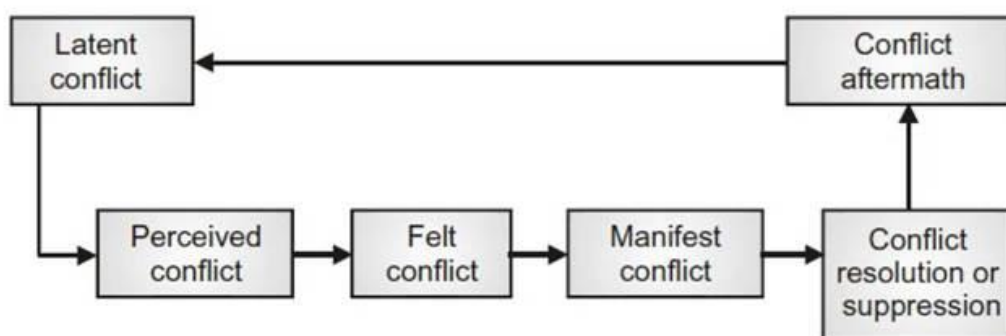 Latent
conflict
Conflict
aftermath
Perceived
conflict
Felt
conflict
Manifest
conflict
Conflict
resolution or
suppression